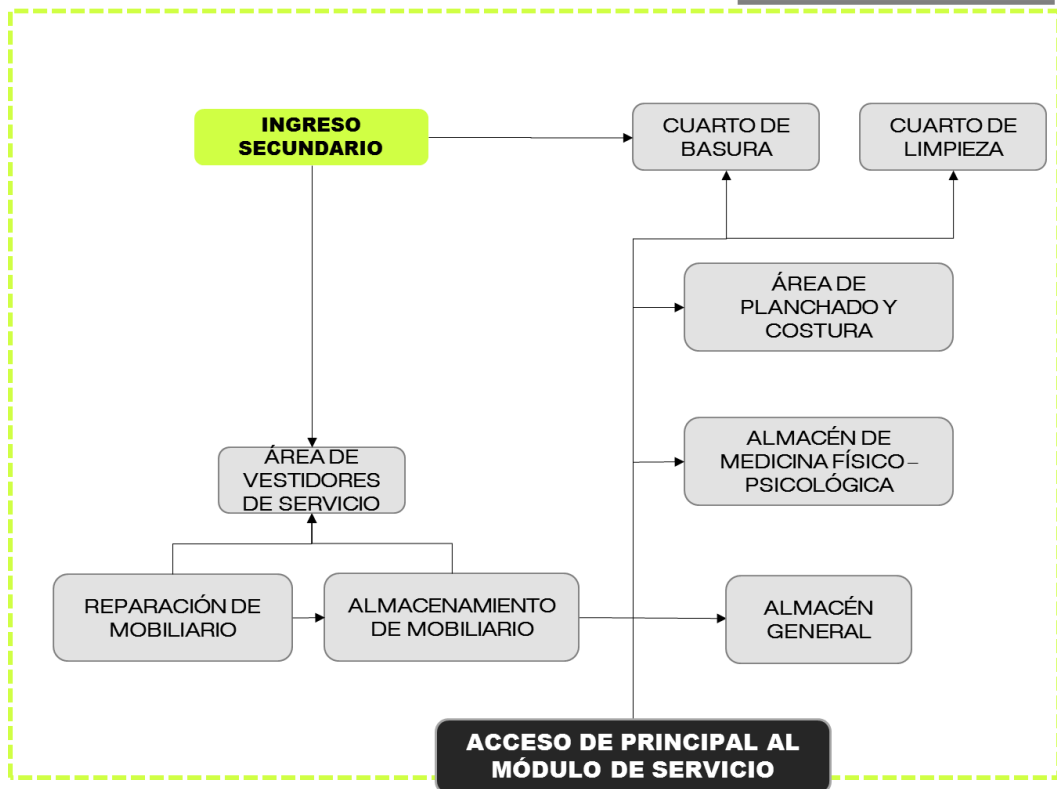 INGRESO
SECUNDARIO
CUARTO DE
BASURA
CUARTO DE
LIMPIEZA
ÁREA DE
PLANCHADO Y
COSTURA
ÁREA DE
VESTIDORES
DE SERVICIO
ALMACÉN DE
MEDICINA FÍSICO –
PSICOLÓGICA
REPARACIÓN DE
MOBILIARIO
ALMACENAMIENTO
DE MOBILIARIO
ALMACÉN
GENERAL
ACCESO DE PRINCIPAL AL
MÓDULO DE SERVICIO